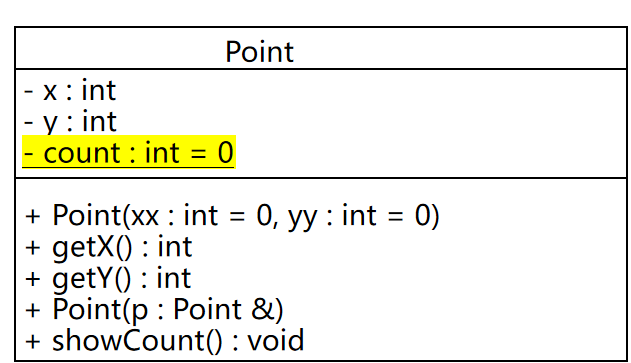 Point
- x : int
- y : int
- count : int = 0
+ Point(xx : int = 0, yy : int = 0)
+ getX() : int
+ getY() : int
+ Point(p : Point &)
+ showCount() : void